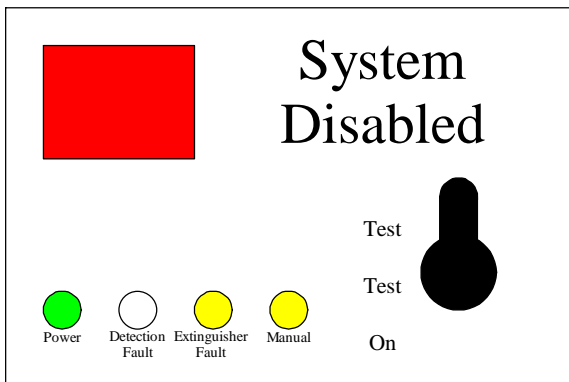 System
Disabled
Test
Test
On
Power
Detection
Fault
Extinguisher
Fault
Manual